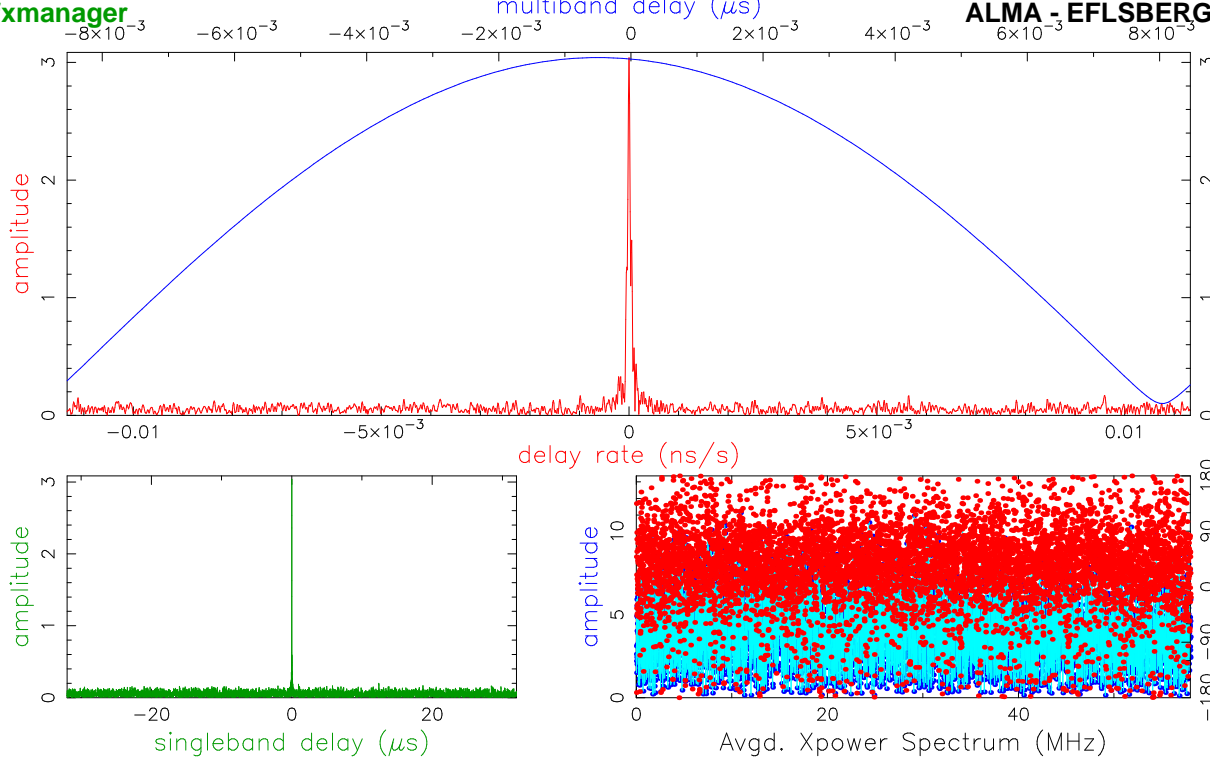 xmanager
multiband delay (μs)
ALMA - EFLSBERG
−8×10⁻³ −6×10⁻³ −4×10⁻³ −2×10⁻³ 0 2×10⁻³ 4×10⁻³ 6×10⁻³ 8×10⁻³
amplitude
0 1 2 3
0 1 2 3
−0.01 −5×10⁻³ 0 5×10⁻³ 0.01
delay rate (ns/s)
amplitude
0 1 2 3
−20 0 20
singleband delay (μs)
amplitude
0 5 10
−180 −90 0 90 180
0 20 40
Avgd. Xpower Spectrum (MHz)